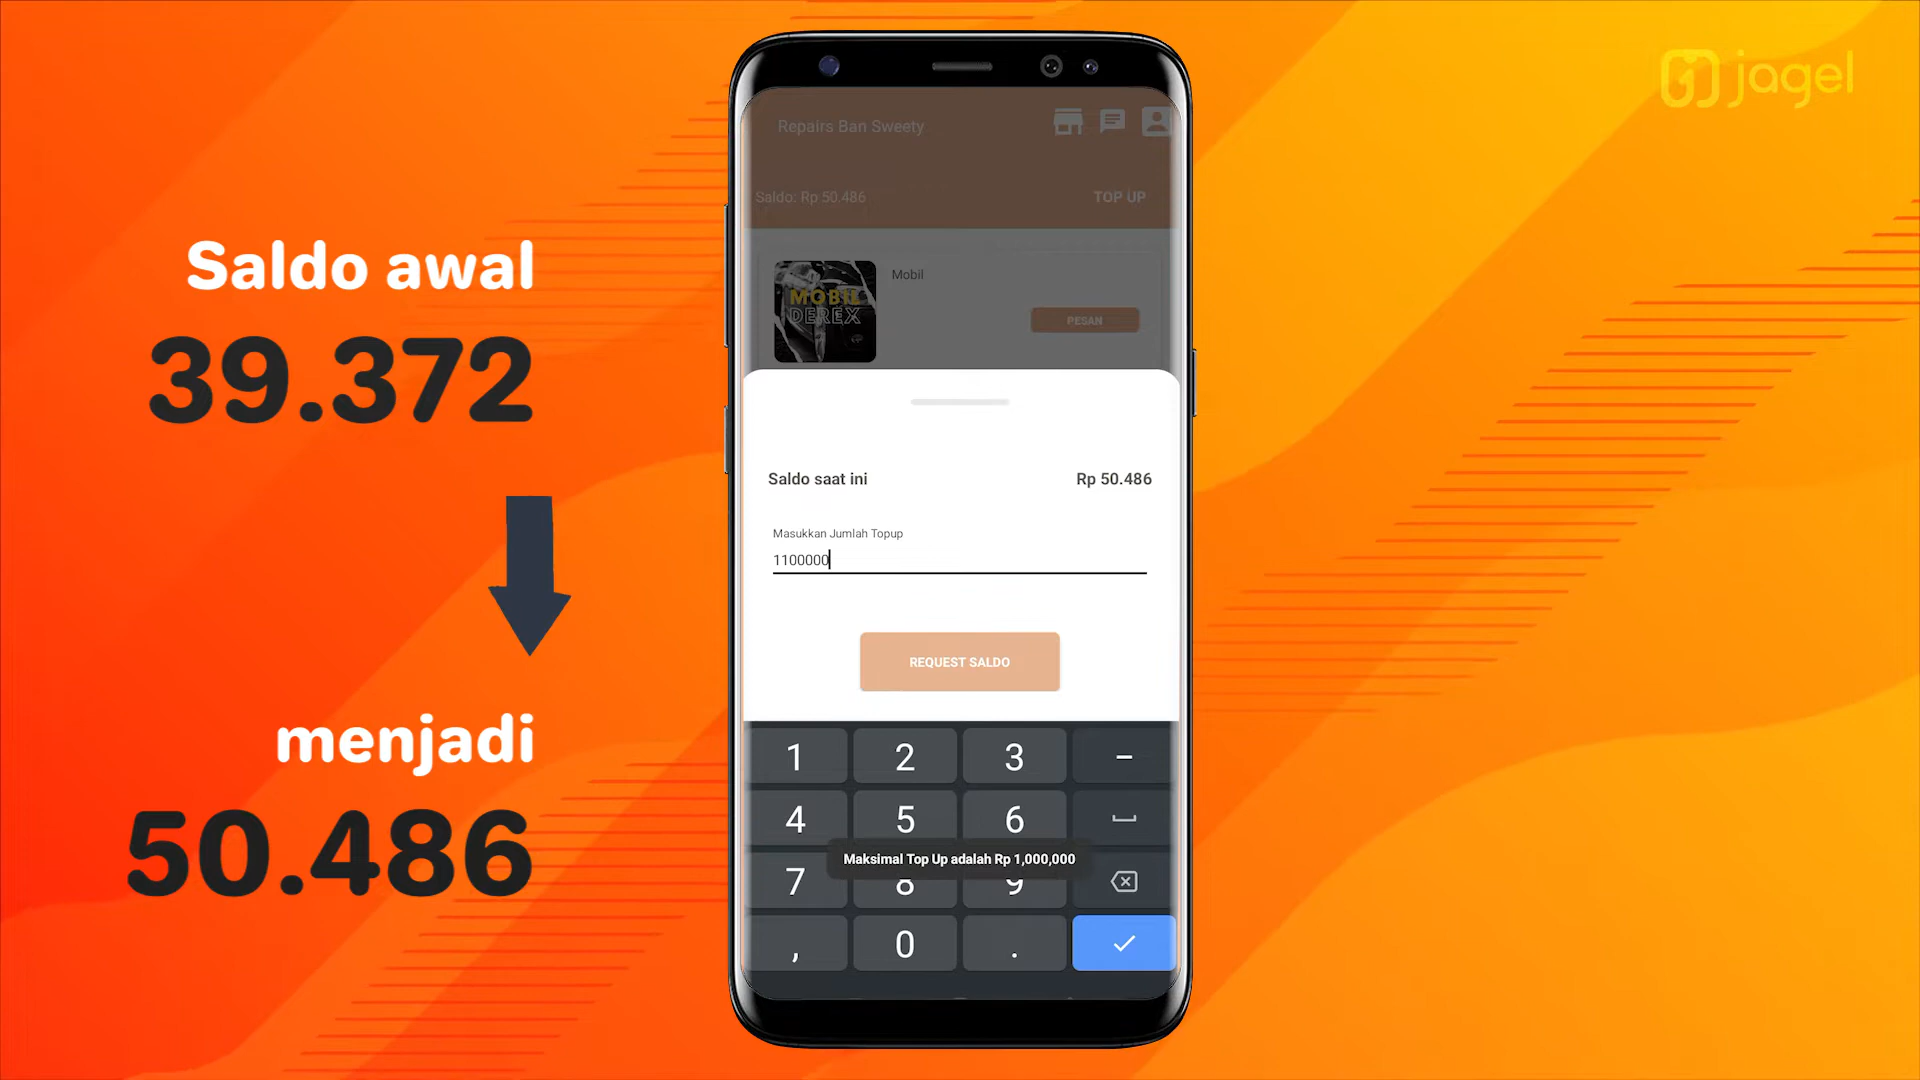 jagel
Saldo awal
39.372
menjadi
50.486
Repairs Ban Sweety
Saldo: Rp 50.486
TOP UP
MOBIL
DEREX
Mobil
PESAN
Saldo saat ini
Rp 50.486
Masukkan Jumlah Topup
1100000
REQUEST SALDO
1 2 3 –
4 5 6
Maksimal Top Up adalah Rp 1,000,000
7 8 9
, 0 .